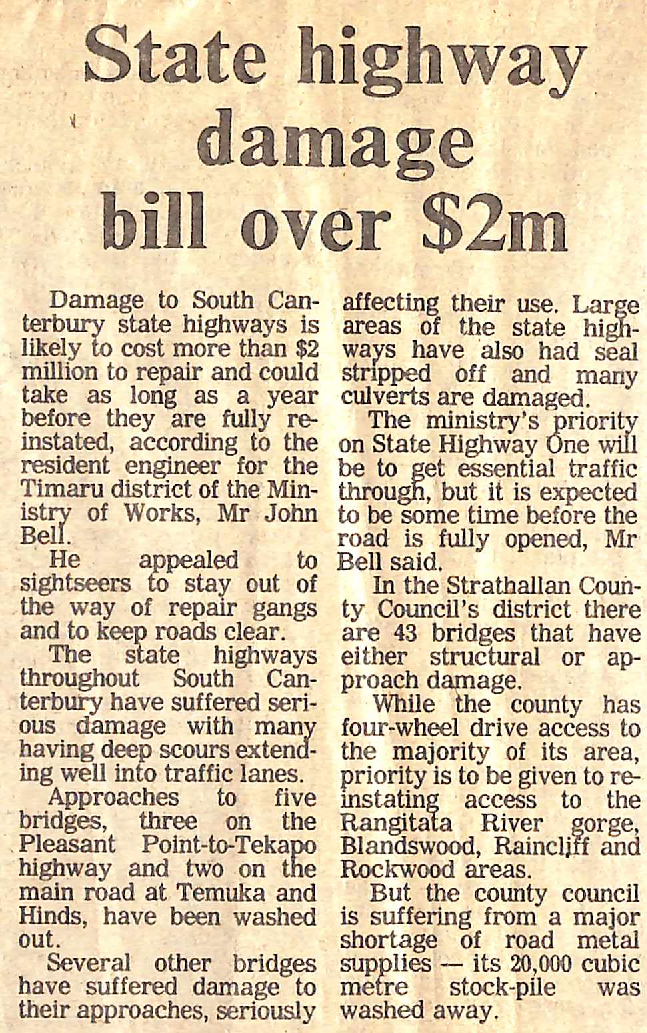 State highway
damage
bill over $2m
Damage to South Can-
terbury state highways is
likely to cost more than $2
million to repair and could
take as long as a year
before they are fully re-
instated, according to the
resident engineer for the
Timaru district of the Min-
istry of Works, Mr John
Bell.
He appealed to
sightseers to stay out of
the way of repair gangs
and to keep roads clear.
The state highways
throughout South Can-
terbury have suffered seri-
ous damage with many
having deep scours extend-
ing well into traffic lanes.
Approaches to five
bridges, three on the
Pleasant Point-to-Tekapo
highway and two on the
main road at Temuka and
Hinds, have been washed
out.
Several other bridges
have suffered damage to
their approaches, seriously
affecting their use. Large
areas of the state high-
ways have also had seal
stripped off and many
culverts are damaged.
The ministry's priority
on State Highway One will
be to get essential traffic
through, but it is expected
to be some time before the
road is fully opened, Mr
Bell said.
In the Strathallan Coun-
ty Council's district there
are 43 bridges that have
either structural or ap-
proach damage.
While the county has
four-wheel drive access to
the majority of its area,
priority is to be given to re-
instating access to the
Rangitata River gorge,
Blandswood, Raincliff and
Rockwood areas.
But the county council
is suffering from a major
shortage of road metal
supplies — its 20,000 cubic
metre stock-pile was
washed away.